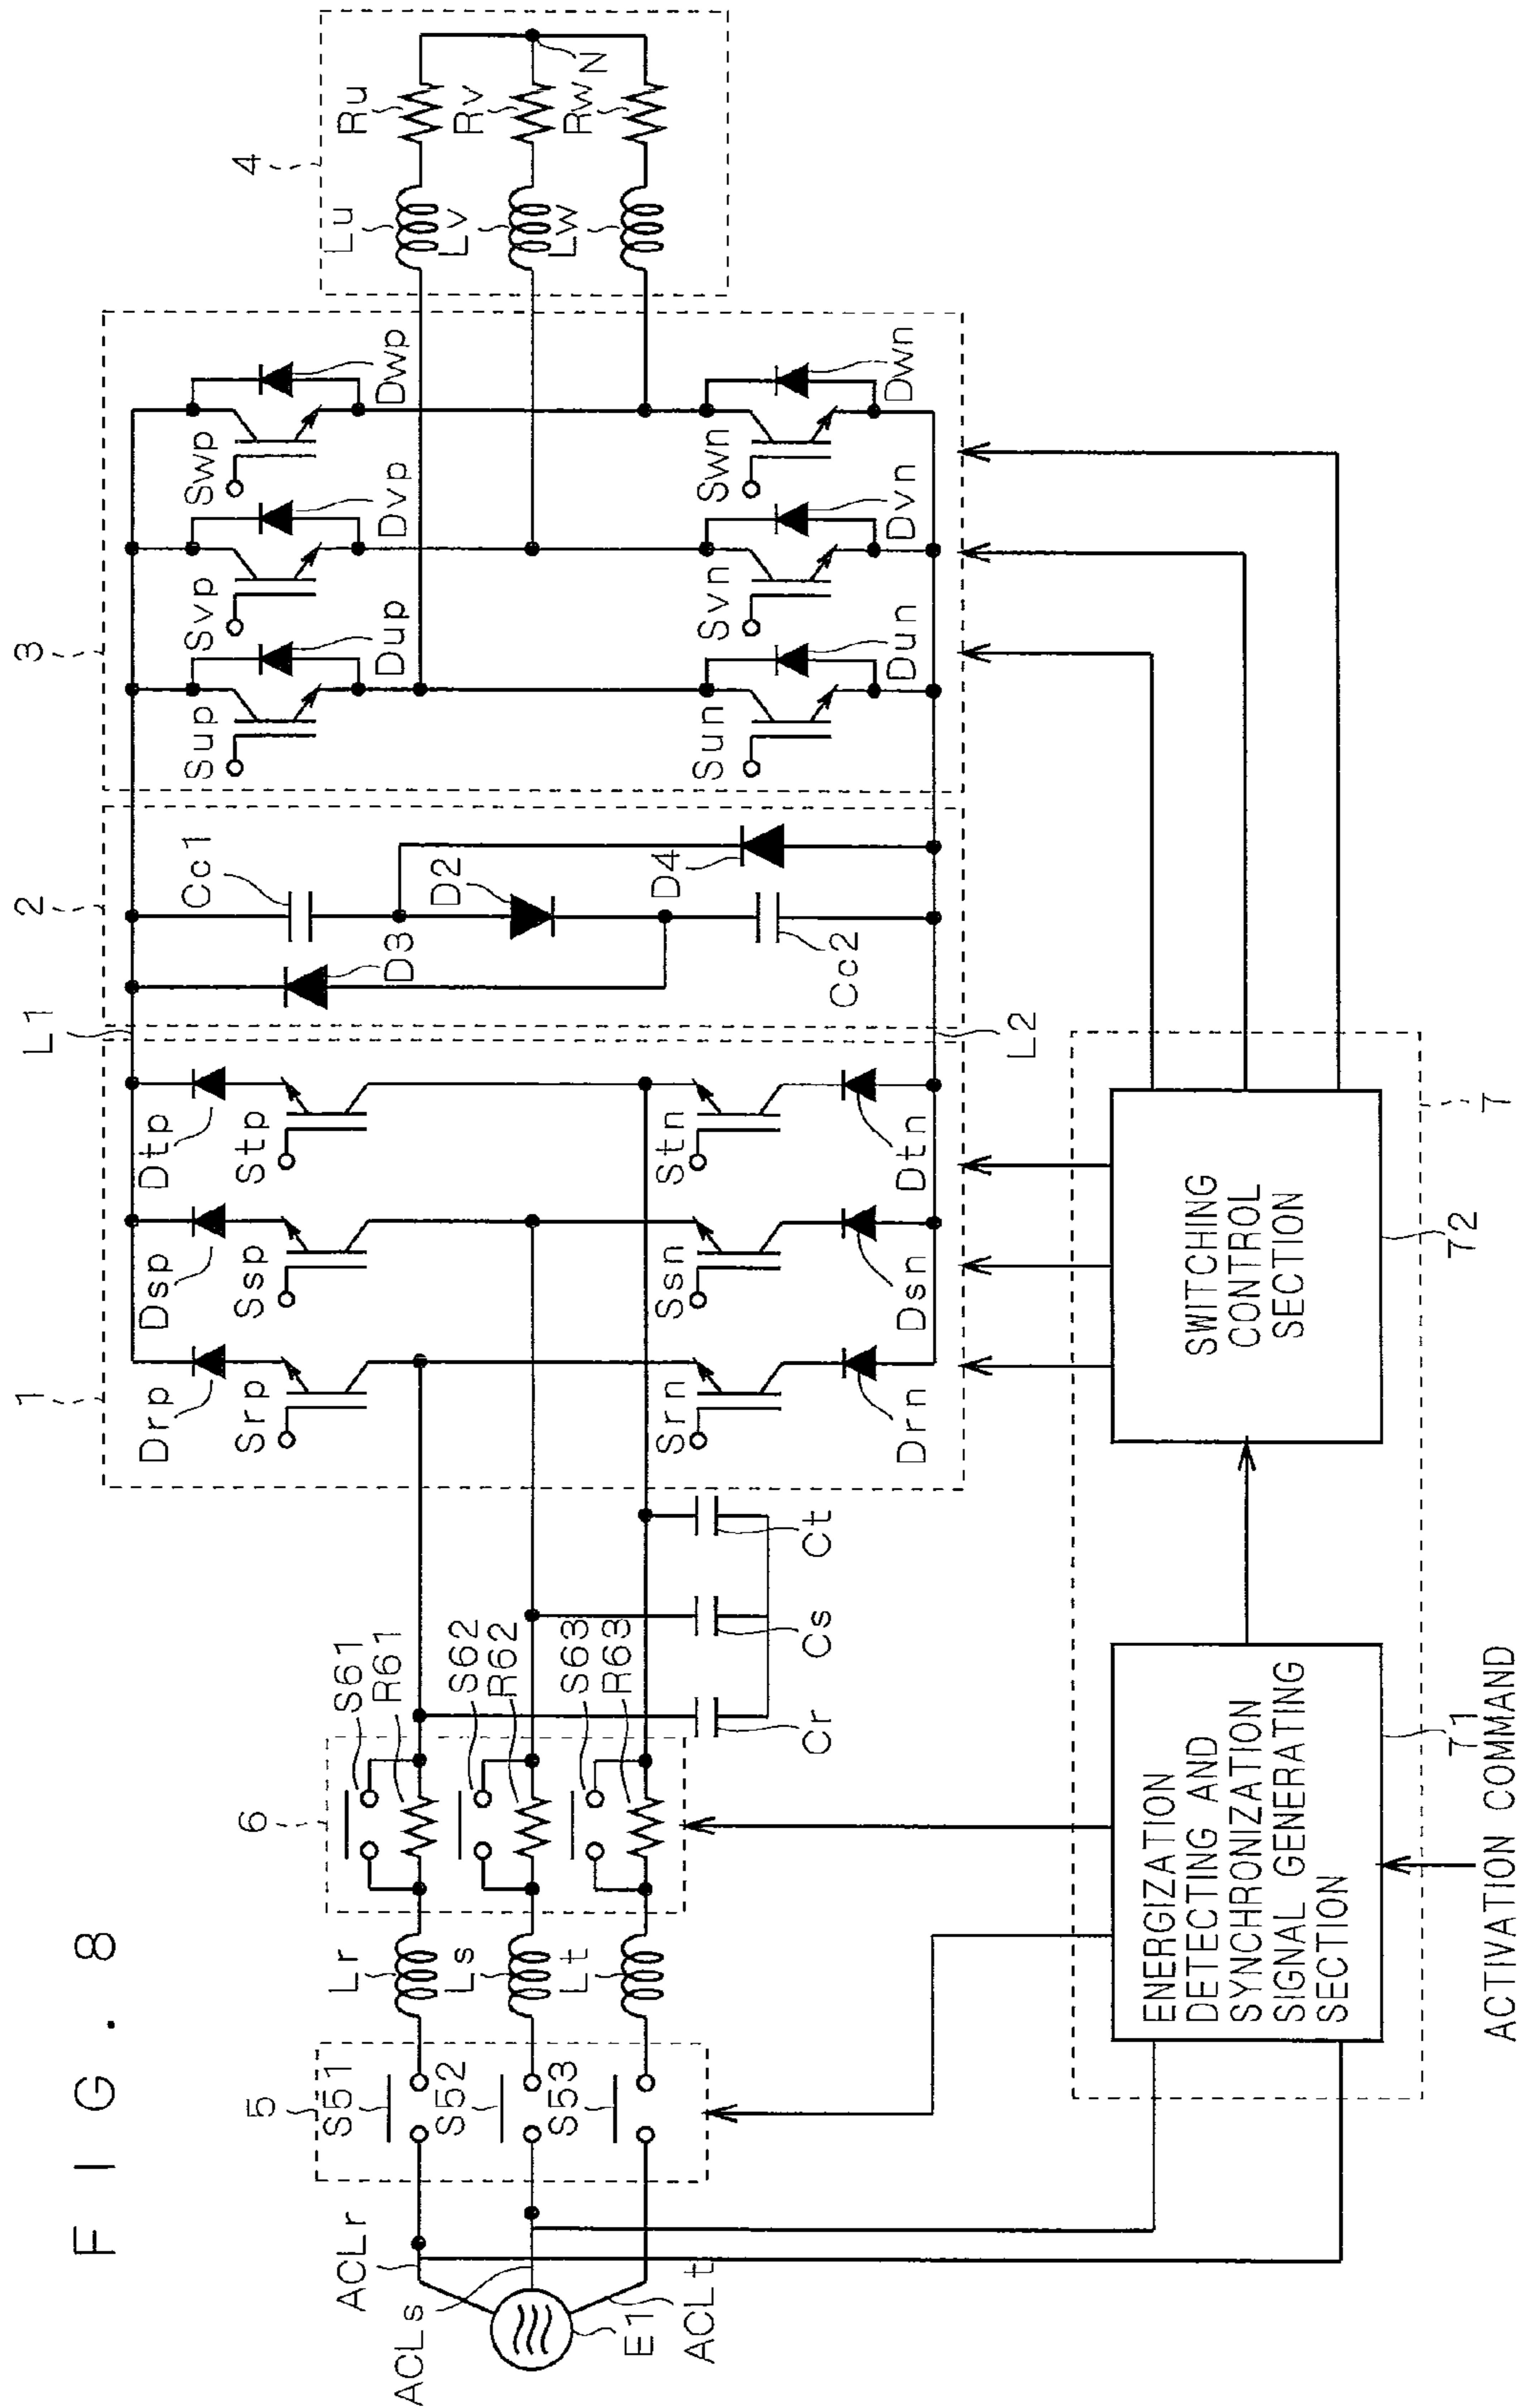 F I G . 8
ACLr
ACLs
E1
ACLt
5
S51
S52
S53
Lr
Ls
Lt
6
S61
R61
S62
R62
S63
R63
Cr
Cs
Ct
1
Drp
Dsp
Dtp
Srp
Ssp
Stp
Srn
Ssn
Stn
Drn
Dsn
Dtn
L1
L2
2
Cc1
D2
D3
D4
Cc2
3
Sup
Svp
Swp
Dup
Dvp
Dwp
Sun
Svn
Swn
Dun
Dvn
Dwn
4
Lu
Ru
Lv
Rv
Lw
Rw
N
ENERGIZATION
DETECTING AND
SYNCHRONIZATION
SIGNAL GENERATING
SECTION
71
SWITCHING
CONTROL
SECTION
72
7
ACTIVATION COMMAND